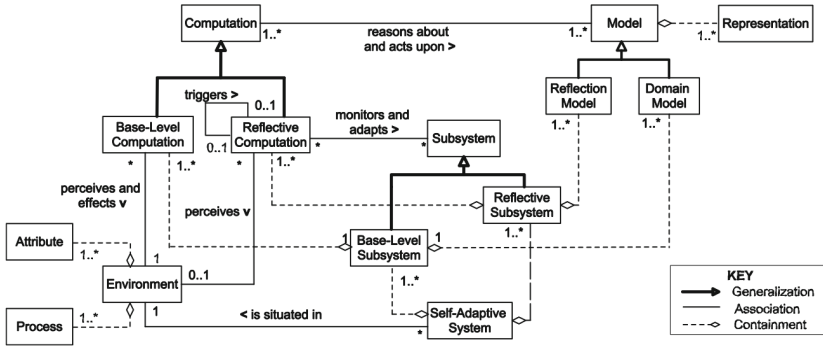 Computation
1..*
reasons about
and acts upon >
1..*
Model
1..*
Representation
triggers >
0..1
0..1
Reflection
Model
1..*
Domain
Model
1..*
Base-Level
Computation
*
1..*
Reflective
Computation
*
1..*
monitors and
adapts >
*
*
Subsystem
perceives and
effects v
perceives v
Reflective
Subsystem
1..*
1
Base-Level
Subsystem
1
1..*
Attribute
1..*
Environment
1
0..1
1
Process
1..*
< is situated in
*
Self-Adaptive
System
KEY
Generalization
Association
Containment